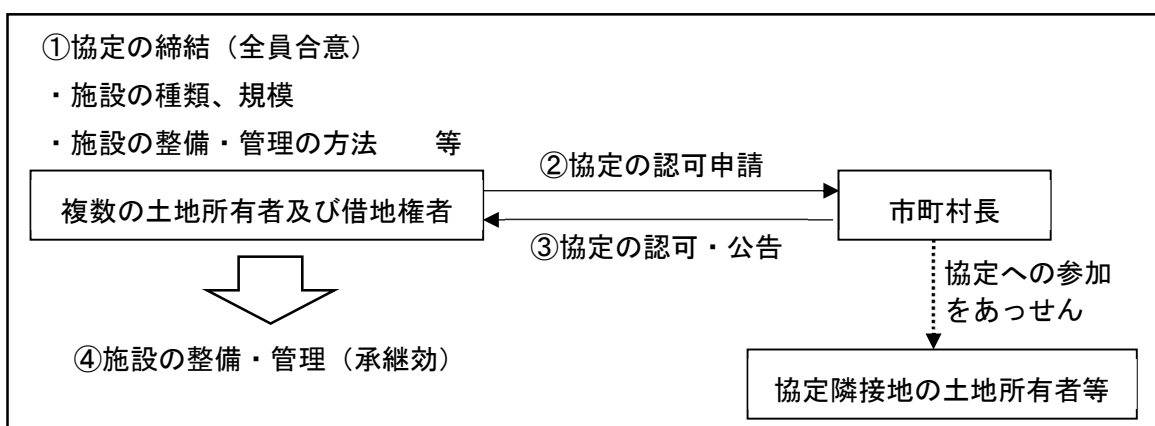 ①協定の締結（全員合意）
・施設の種類、規模
・施設の整備・管理の方法　　等
②協定の認可申請
複数の土地所有者及び借地権者
市町村長
③協定の認可・公告
協定への参加
をあっせん
④施設の整備・管理（承継効）
協定隣接地の土地所有者等